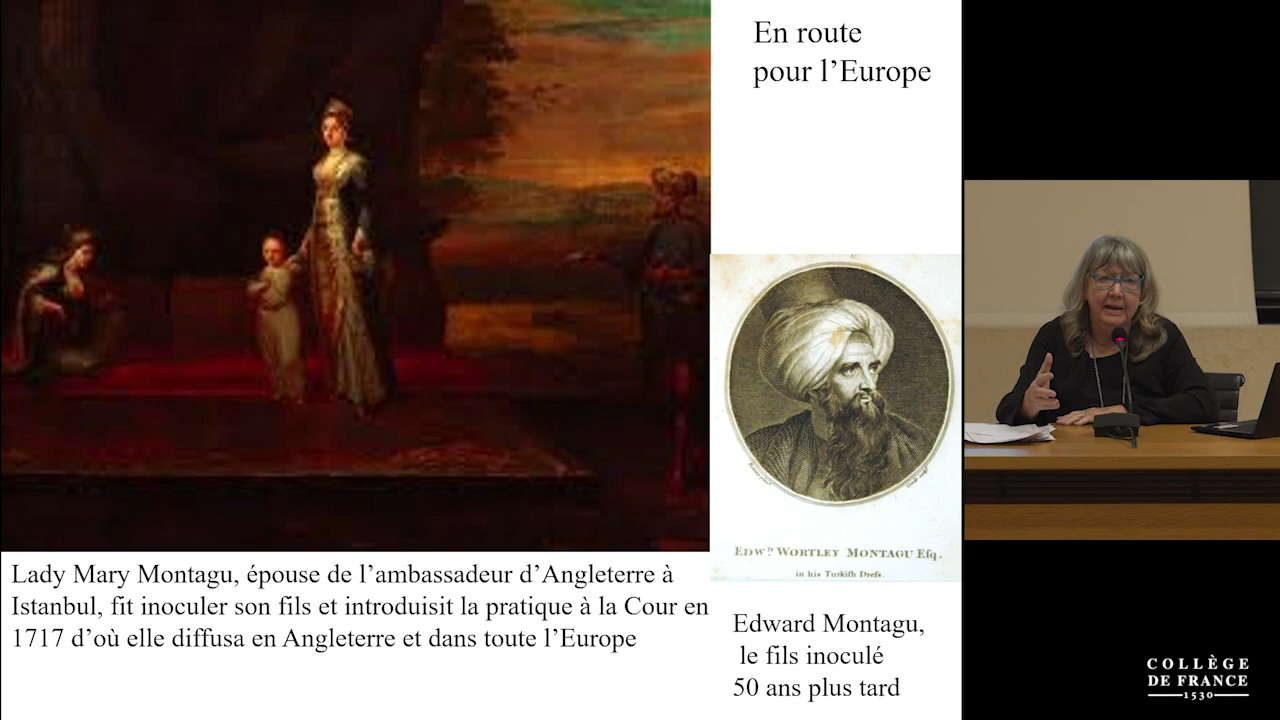 En route
pour l’Europe
EDWD. WORTLEY MONTAGU Esq.
in his Turkish Dress.
Lady Mary Montagu, épouse de l’ambassadeur d’Angleterre à
Istanbul, fit inoculer son fils et introduisit la pratique à la Cour en
1717 d’où elle diffusa en Angleterre et dans toute l’Europe
Edward Montagu,
le fils inoculé
50 ans plus tard
COLLÈGE
DE FRANCE
1530